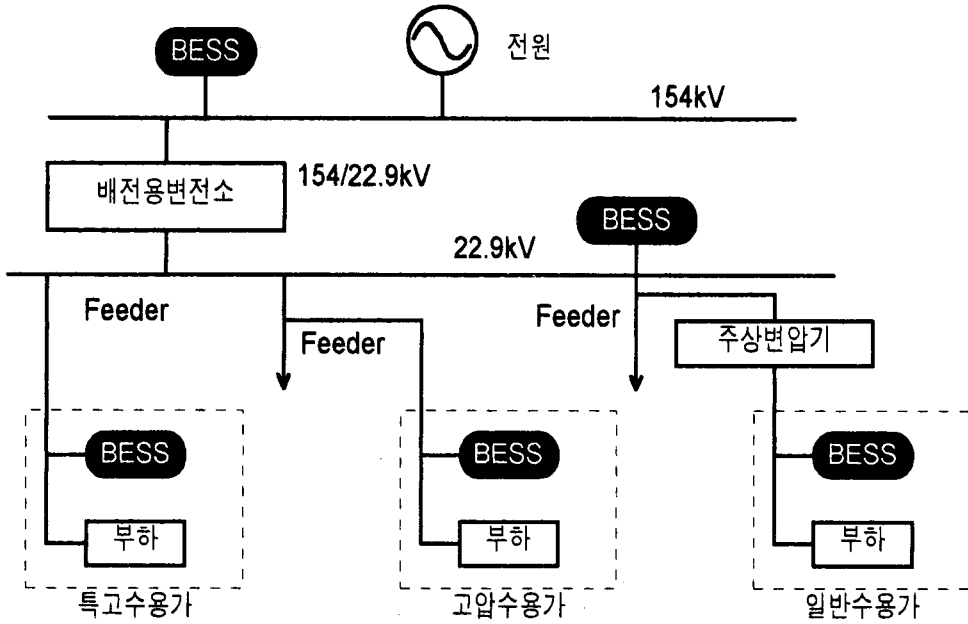 BESS
전원
154kV
배전용변전소
154/22.9kV
BESS
22.9kV
Feeder
Feeder
Feeder
주상변압기
BESS
BESS
BESS
부하
부하
부하
특고수용가
고압수용가
일반수용가